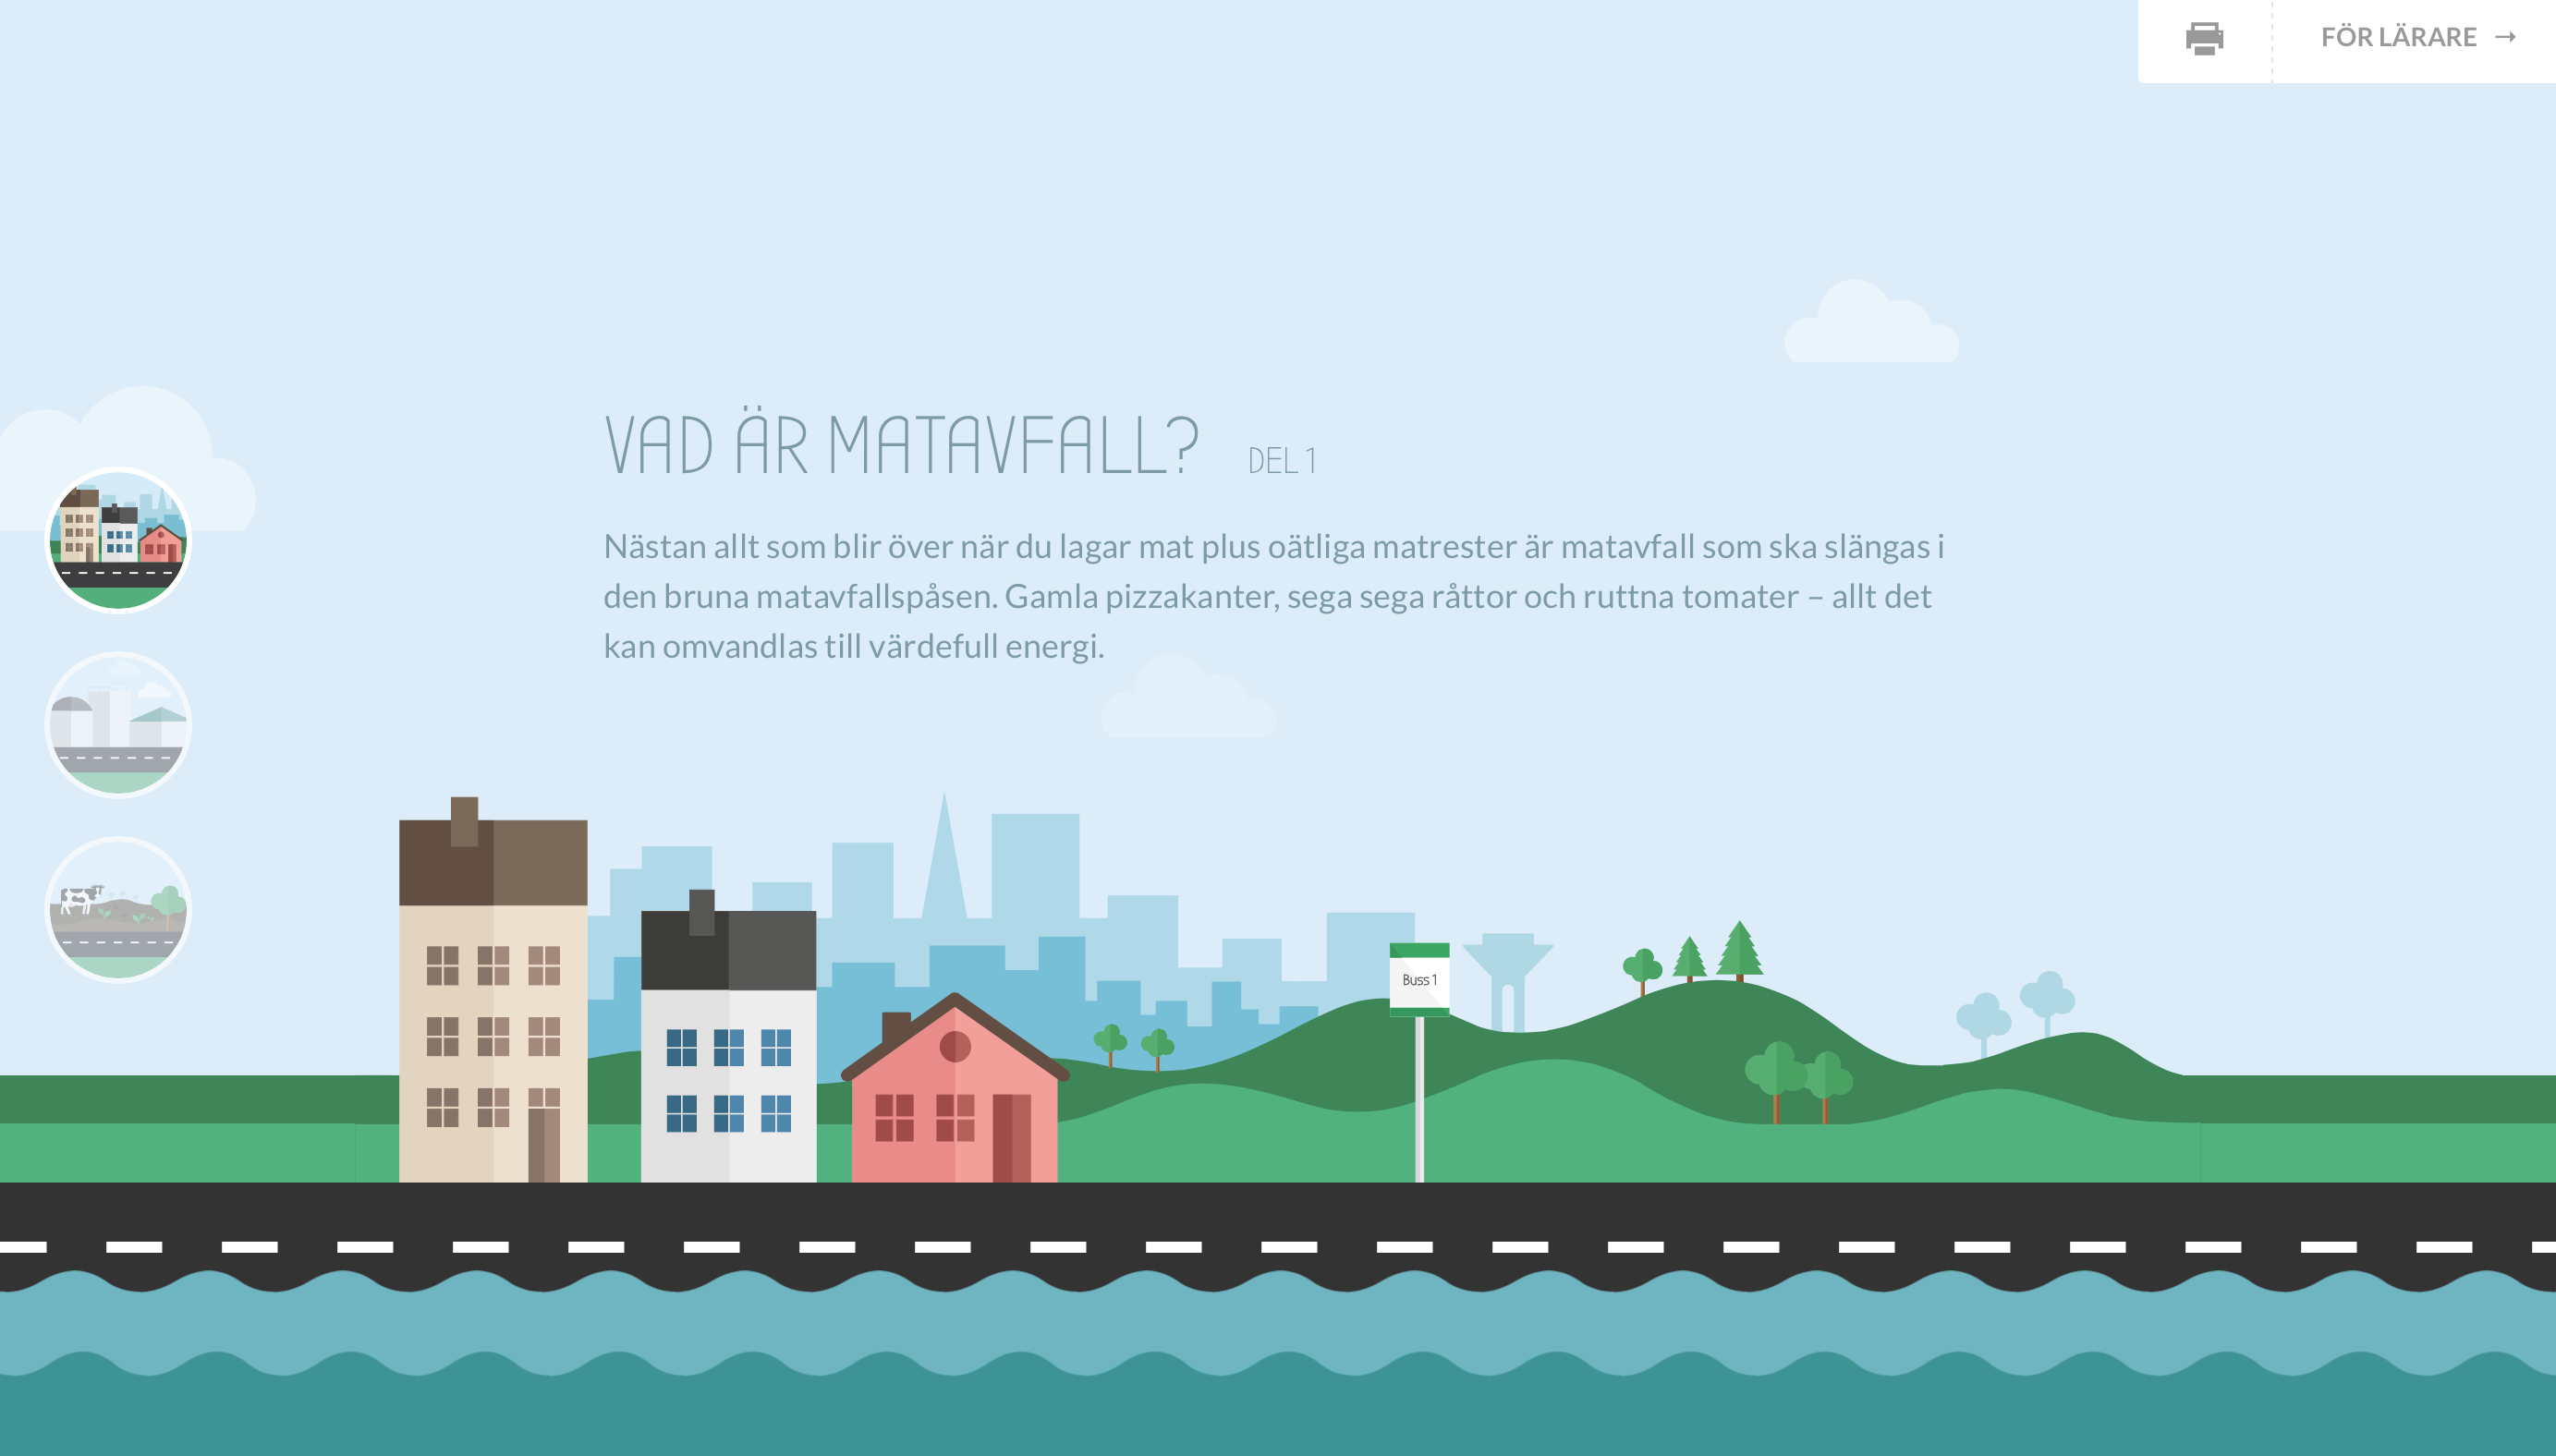 FÖR LÄRARE →
VAD ÄR MATAVFALL? DEL 1
Nästan allt som blir över när du lagar mat plus oätliga matrester är matavfall som ska slängas i
den bruna matavfallspåsen. Gamla pizzakanter, sega sega råttor och ruttna tomater – allt det
kan omvandlas till värdefull energi.
Buss 1